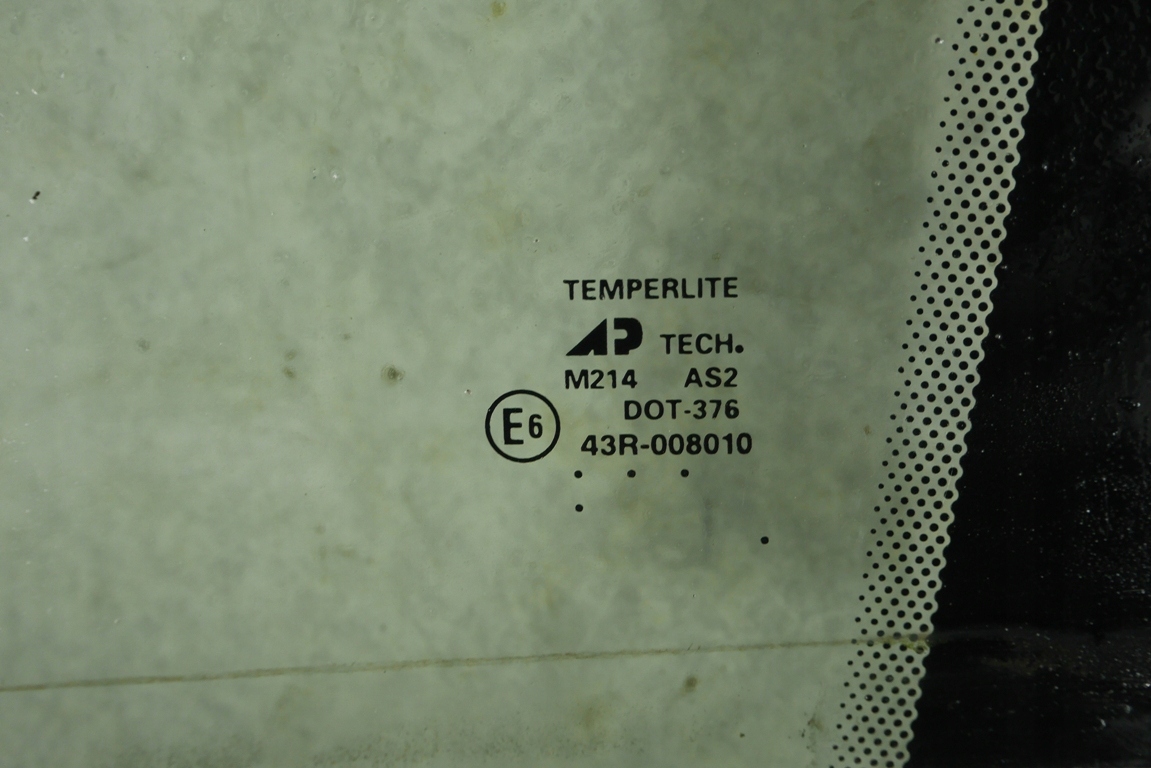 TEMPERLITE
AP TECH.
M214 AS2
DOT-376
E6 43R-008010